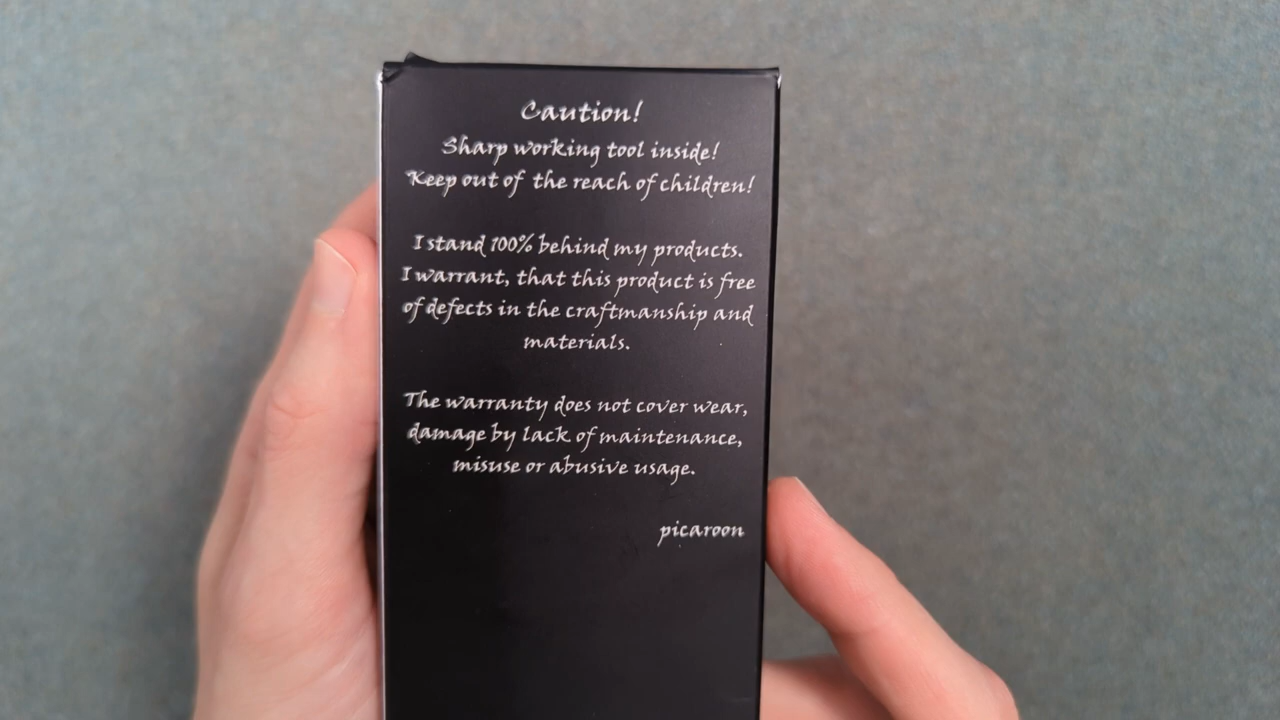 Caution!
Sharp working tool inside!
Keep out of the reach of children!
I stand 100% behind my products.
I warrant, that this product is free
of defects in the craftmanship and
materials.
The warranty does not cover wear,
damage by lack of maintenance,
misuse or abusive usage.
picaroon